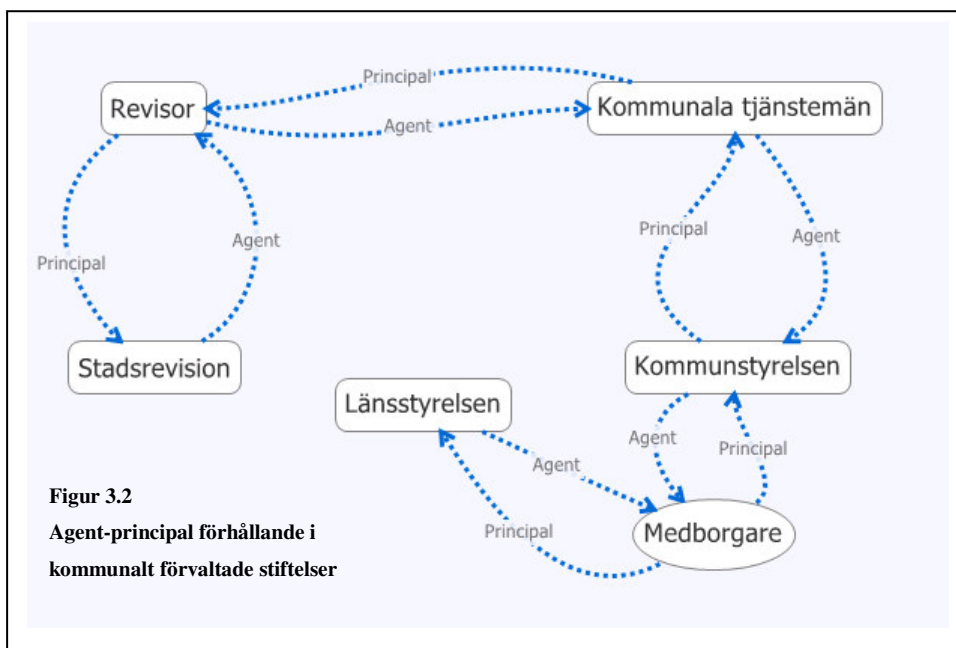 Principal
Revisor
Kommunala tjänstemän
Agent
Principal
Agent
Agent
Principal
Stadsrevision
Kommunstyrelsen
Länsstyrelsen
Agent
Principal
Agent
Principal
Medborgare
Figur 3.2
Agent-principal förhållande i
kommunalt förvaltade stiftelser